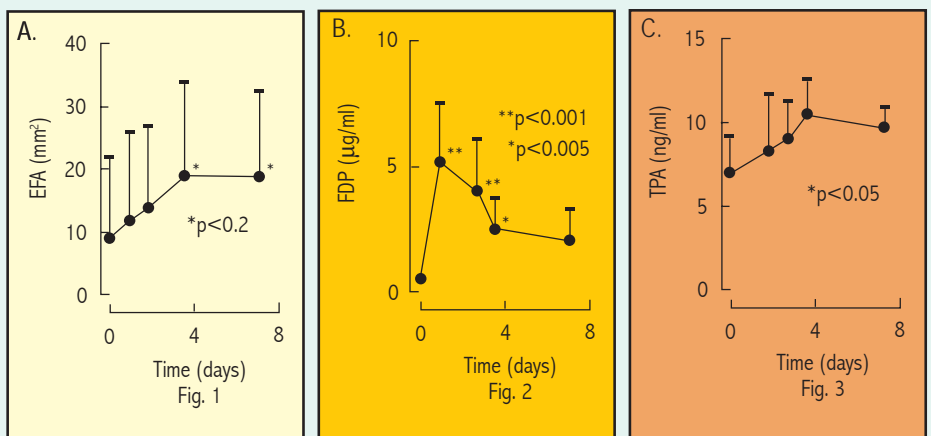 A.
40
30
20
10
0
EFA (mm²)
*
*
*p<0.2
0 4 8
Time (days)
Fig. 1
B.
10
5
0
FDP (μg/ml)
**
**
*
**p<0.001
*p<0.005
0 4 8
Time (days)
Fig. 2
C.
15
10
5
0
TPA (ng/ml)
*p<0.05
0 4 8
Time (days)
Fig. 3